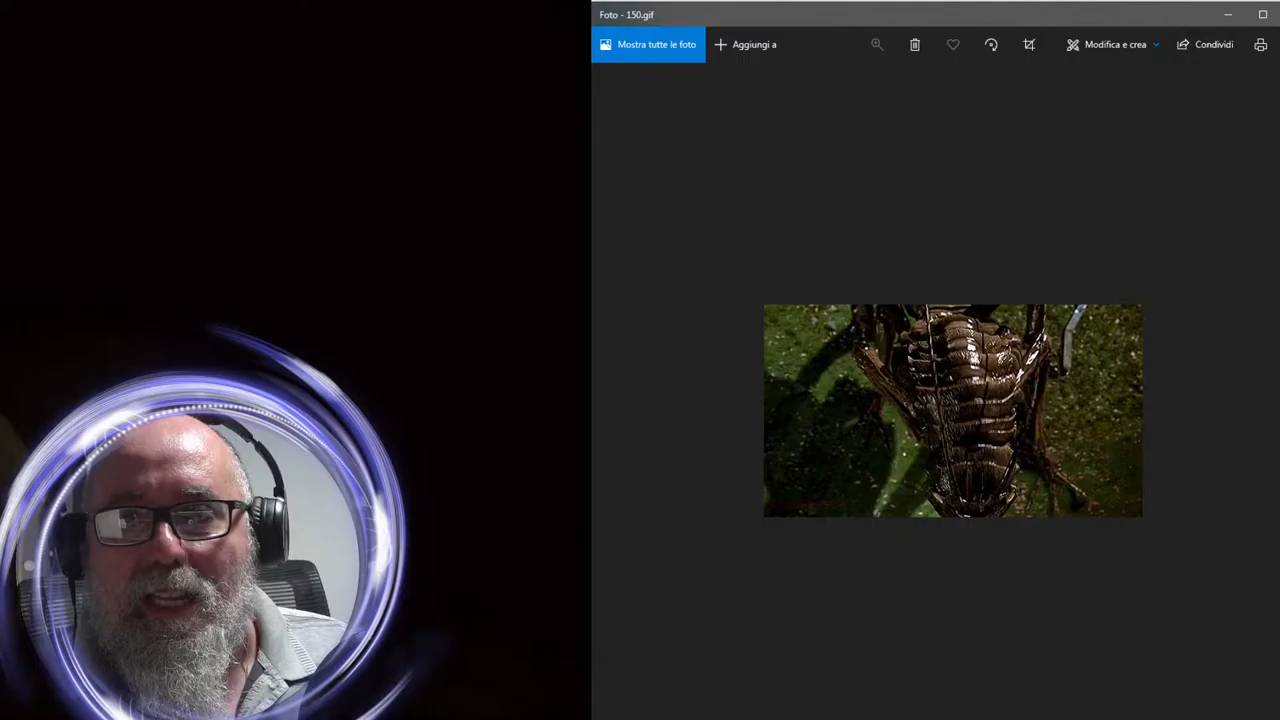 Foto - 150.gif
Mostra tutte le foto
Aggiungi a
Modifica e crea
Condividi